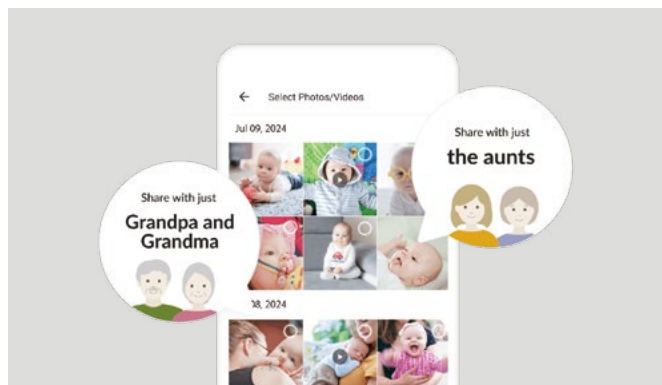 Select Photos/Videos
Jul 09, 2024
Share with just
the aunts
Share with just
Grandpa and
Grandma
08, 2024